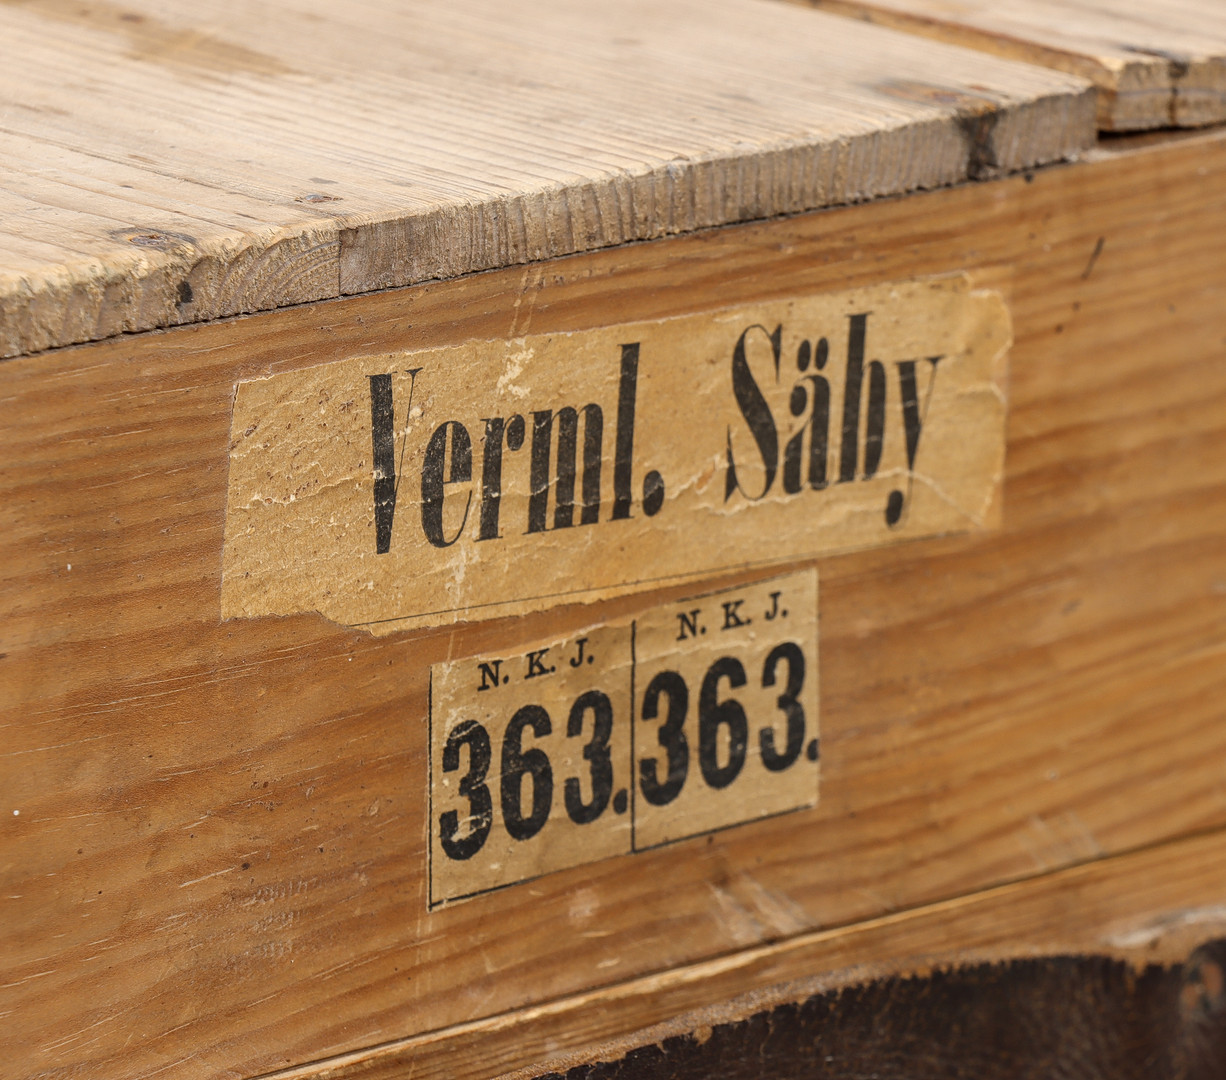 Verml. Säby
N. K. J. N. K. J.
363. 363.